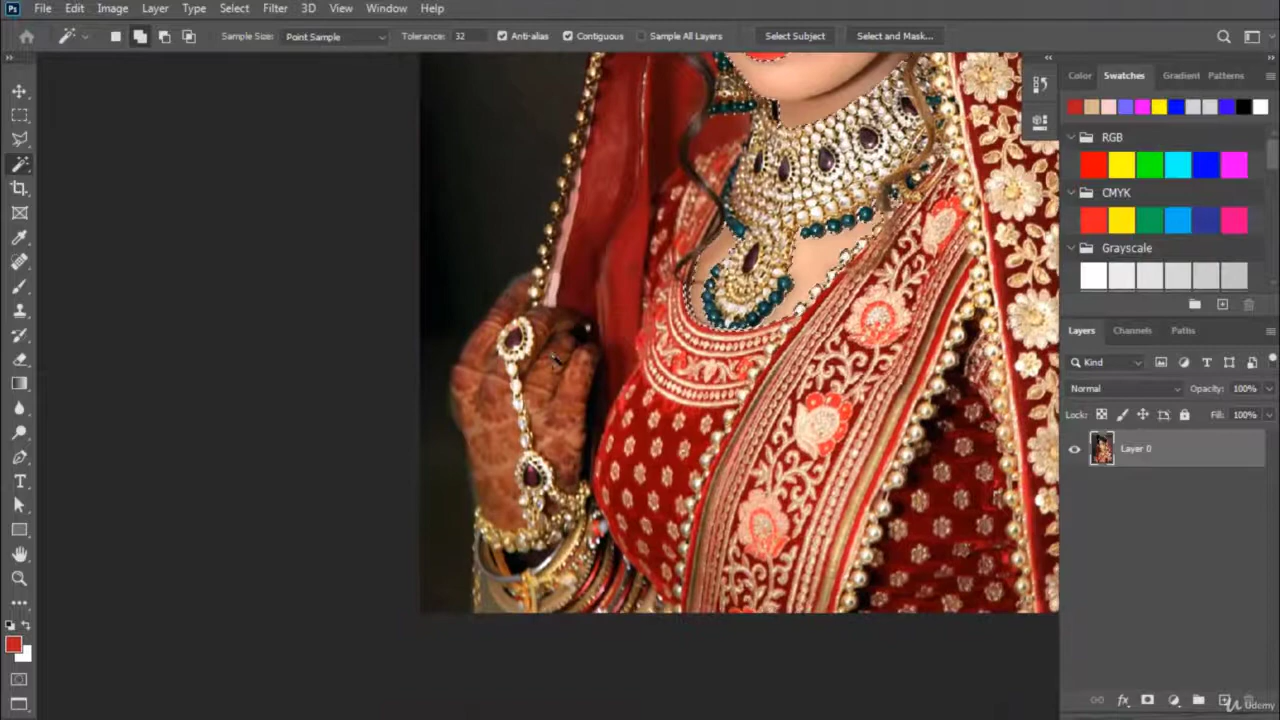 Ps File Edit Image Layer Type Select Filter 3D View Window Help
Sample Size: Point Sample Tolerance: 32 Anti-alias Contiguous Sample All Layers Select Subject Select and Mask...
Color Swatches Gradient Patterns
RGB
CMYK
Grayscale
Layers Channels Paths
Kind
Normal Opacity: 100%
Lock: Fill: 100%
Layer 0
fx
Udemy